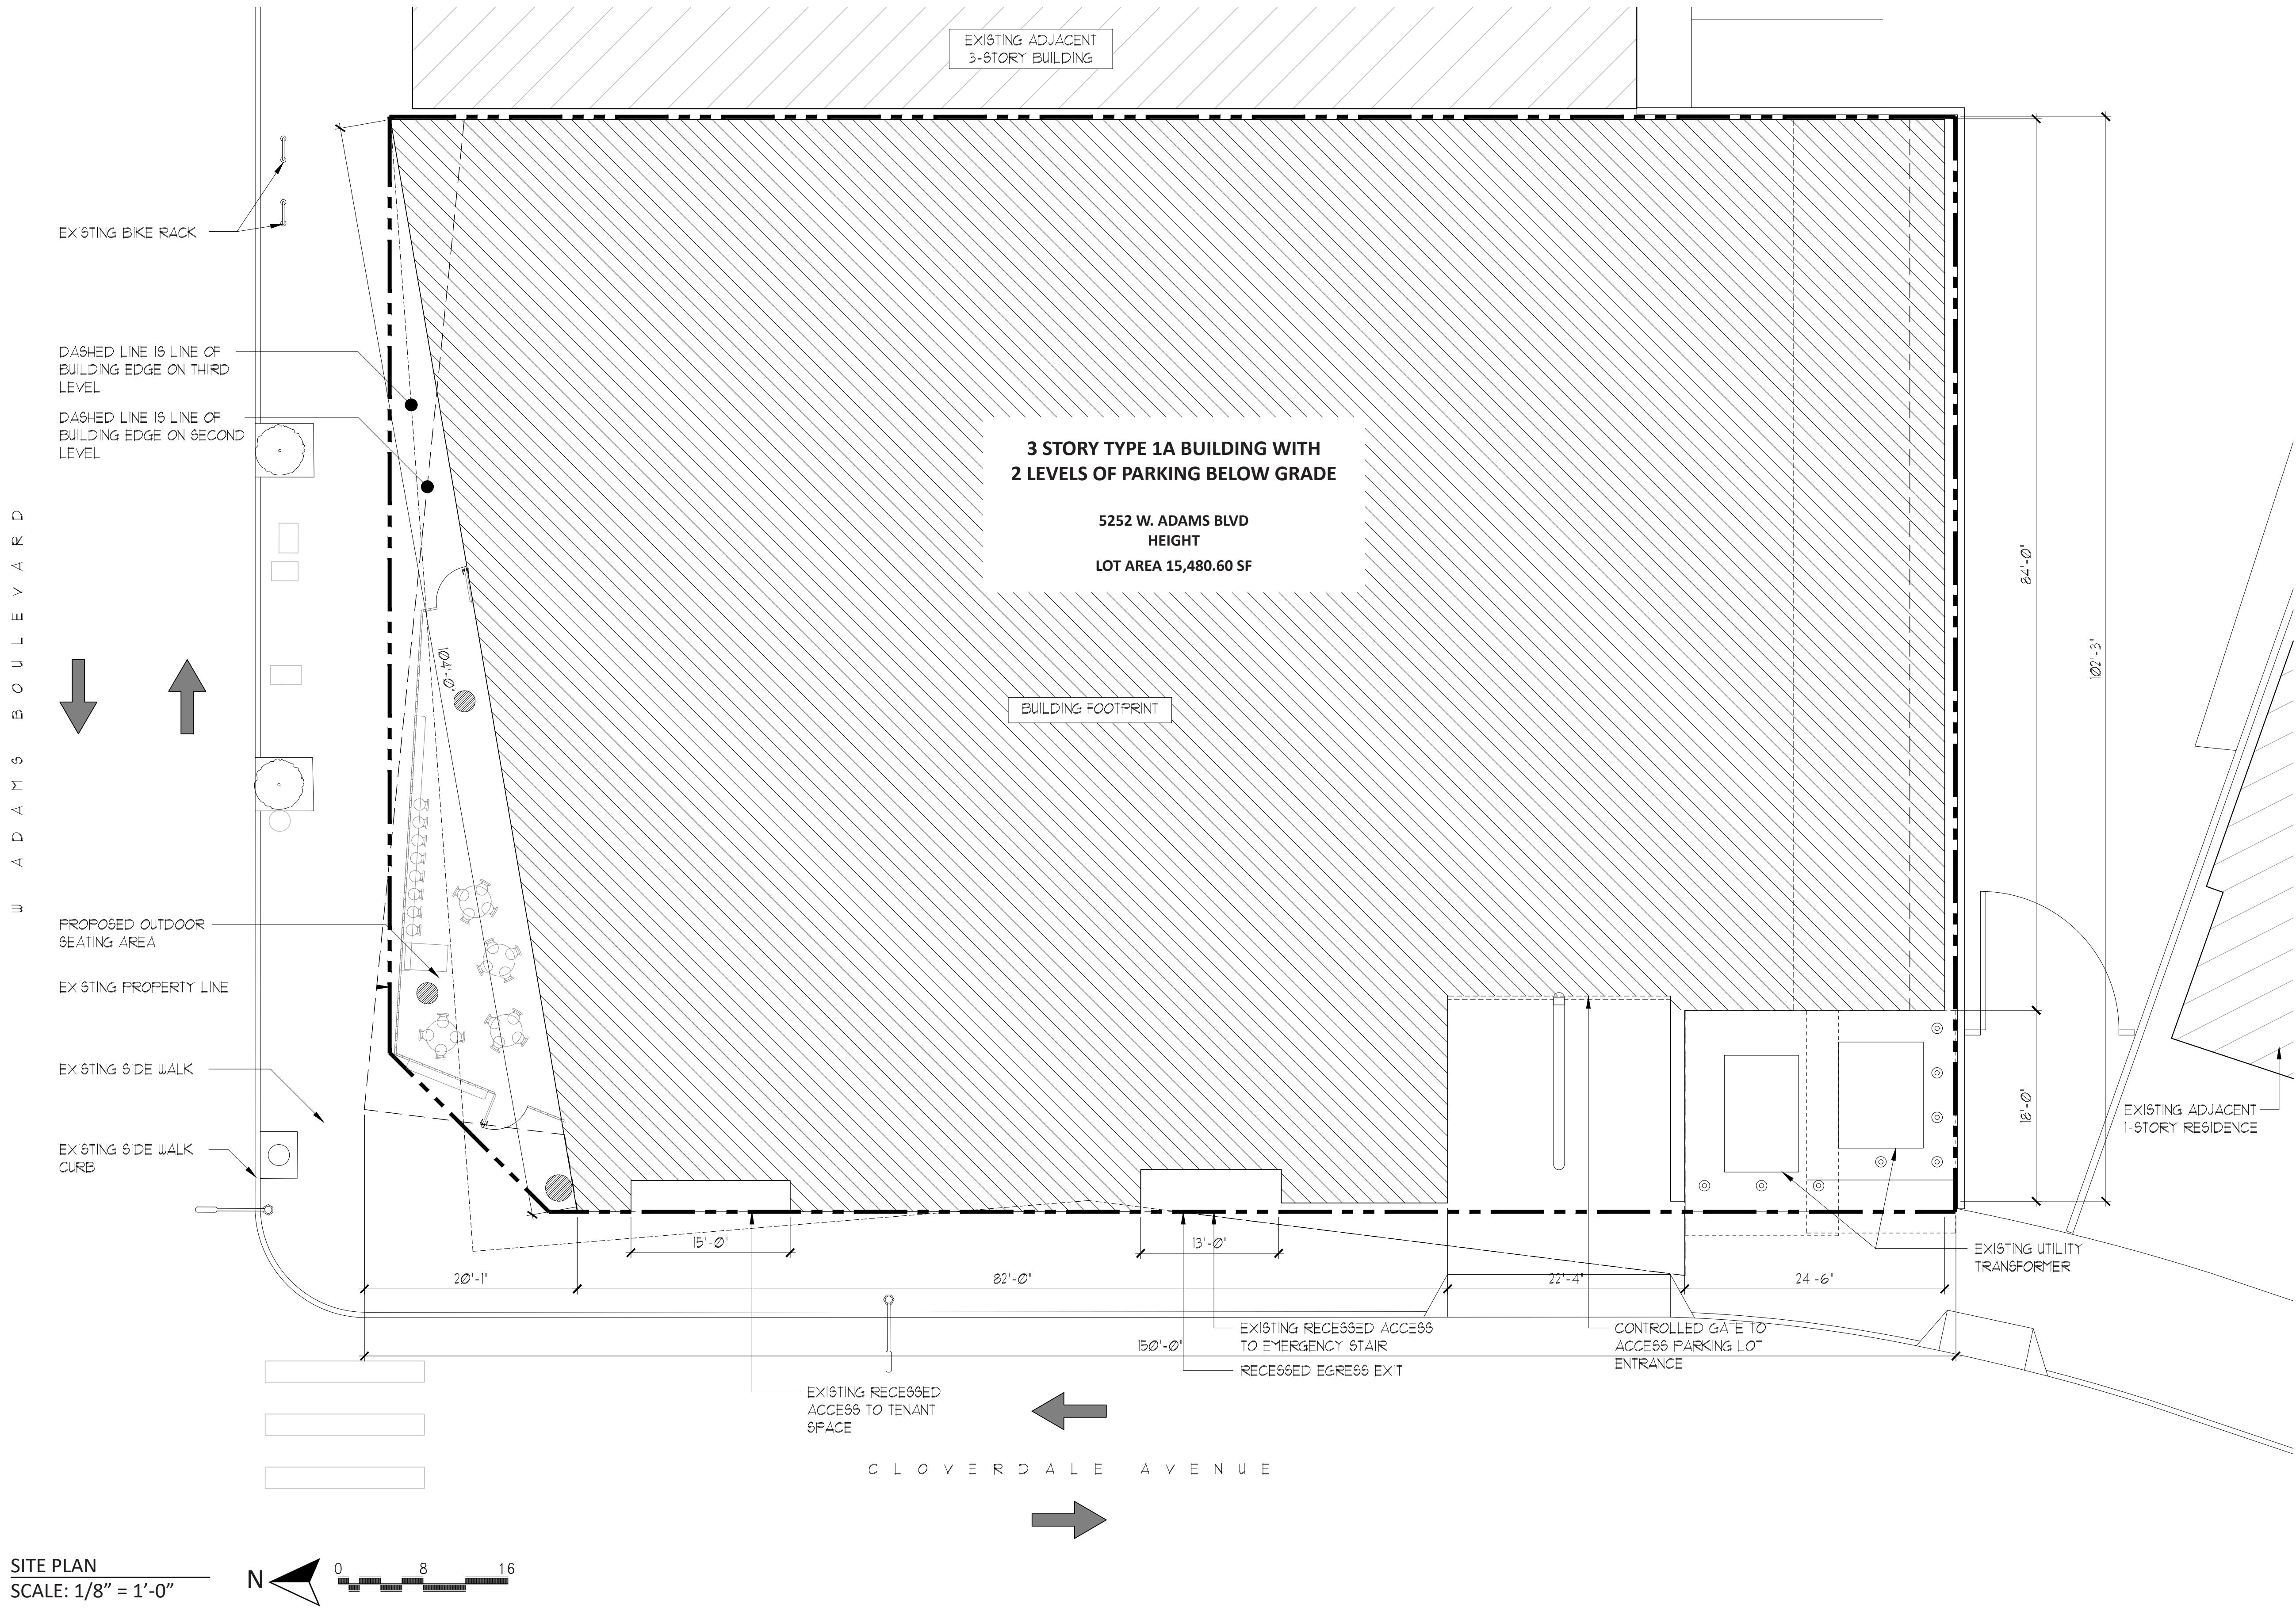 EXISTING ADJACENT
3-STORY BUILDING
EXISTING BIKE RACK
DASHED LINE IS LINE OF
BUILDING EDGE ON THIRD
LEVEL
DASHED LINE IS LINE OF
BUILDING EDGE ON SECOND
LEVEL
3 STORY TYPE 1A BUILDING WITH
2 LEVELS OF PARKING BELOW GRADE
5252 W. ADAMS BLVD
HEIGHT
LOT AREA 15,480.60 SF
84'-0"
102'-3"
104'-0"
BUILDING FOOTPRINT
W ADAMS BOULEVARD
PROPOSED OUTDOOR
SEATING AREA
EXISTING PROPERTY LINE
EXISTING SIDE WALK
EXISTING SIDE WALK
CURB
18'-0"
EXISTING ADJACENT
1-STORY RESIDENCE
15'-0"
13'-0"
EXISTING UTILITY
TRANSFORMER
20'-1"
82'-0"
22'-4"
24'-6"
EXISTING RECESSED ACCESS
TO EMERGENCY STAIR
CONTROLLED GATE TO
ACCESS PARKING LOT
ENTRANCE
150'-0"
RECESSED EGRESS EXIT
EXISTING RECESSED
ACCESS TO TENANT
SPACE
CLOVERDALE AVENUE
SITE PLAN
SCALE: 1/8” = 1’-0”
N
0 8 16